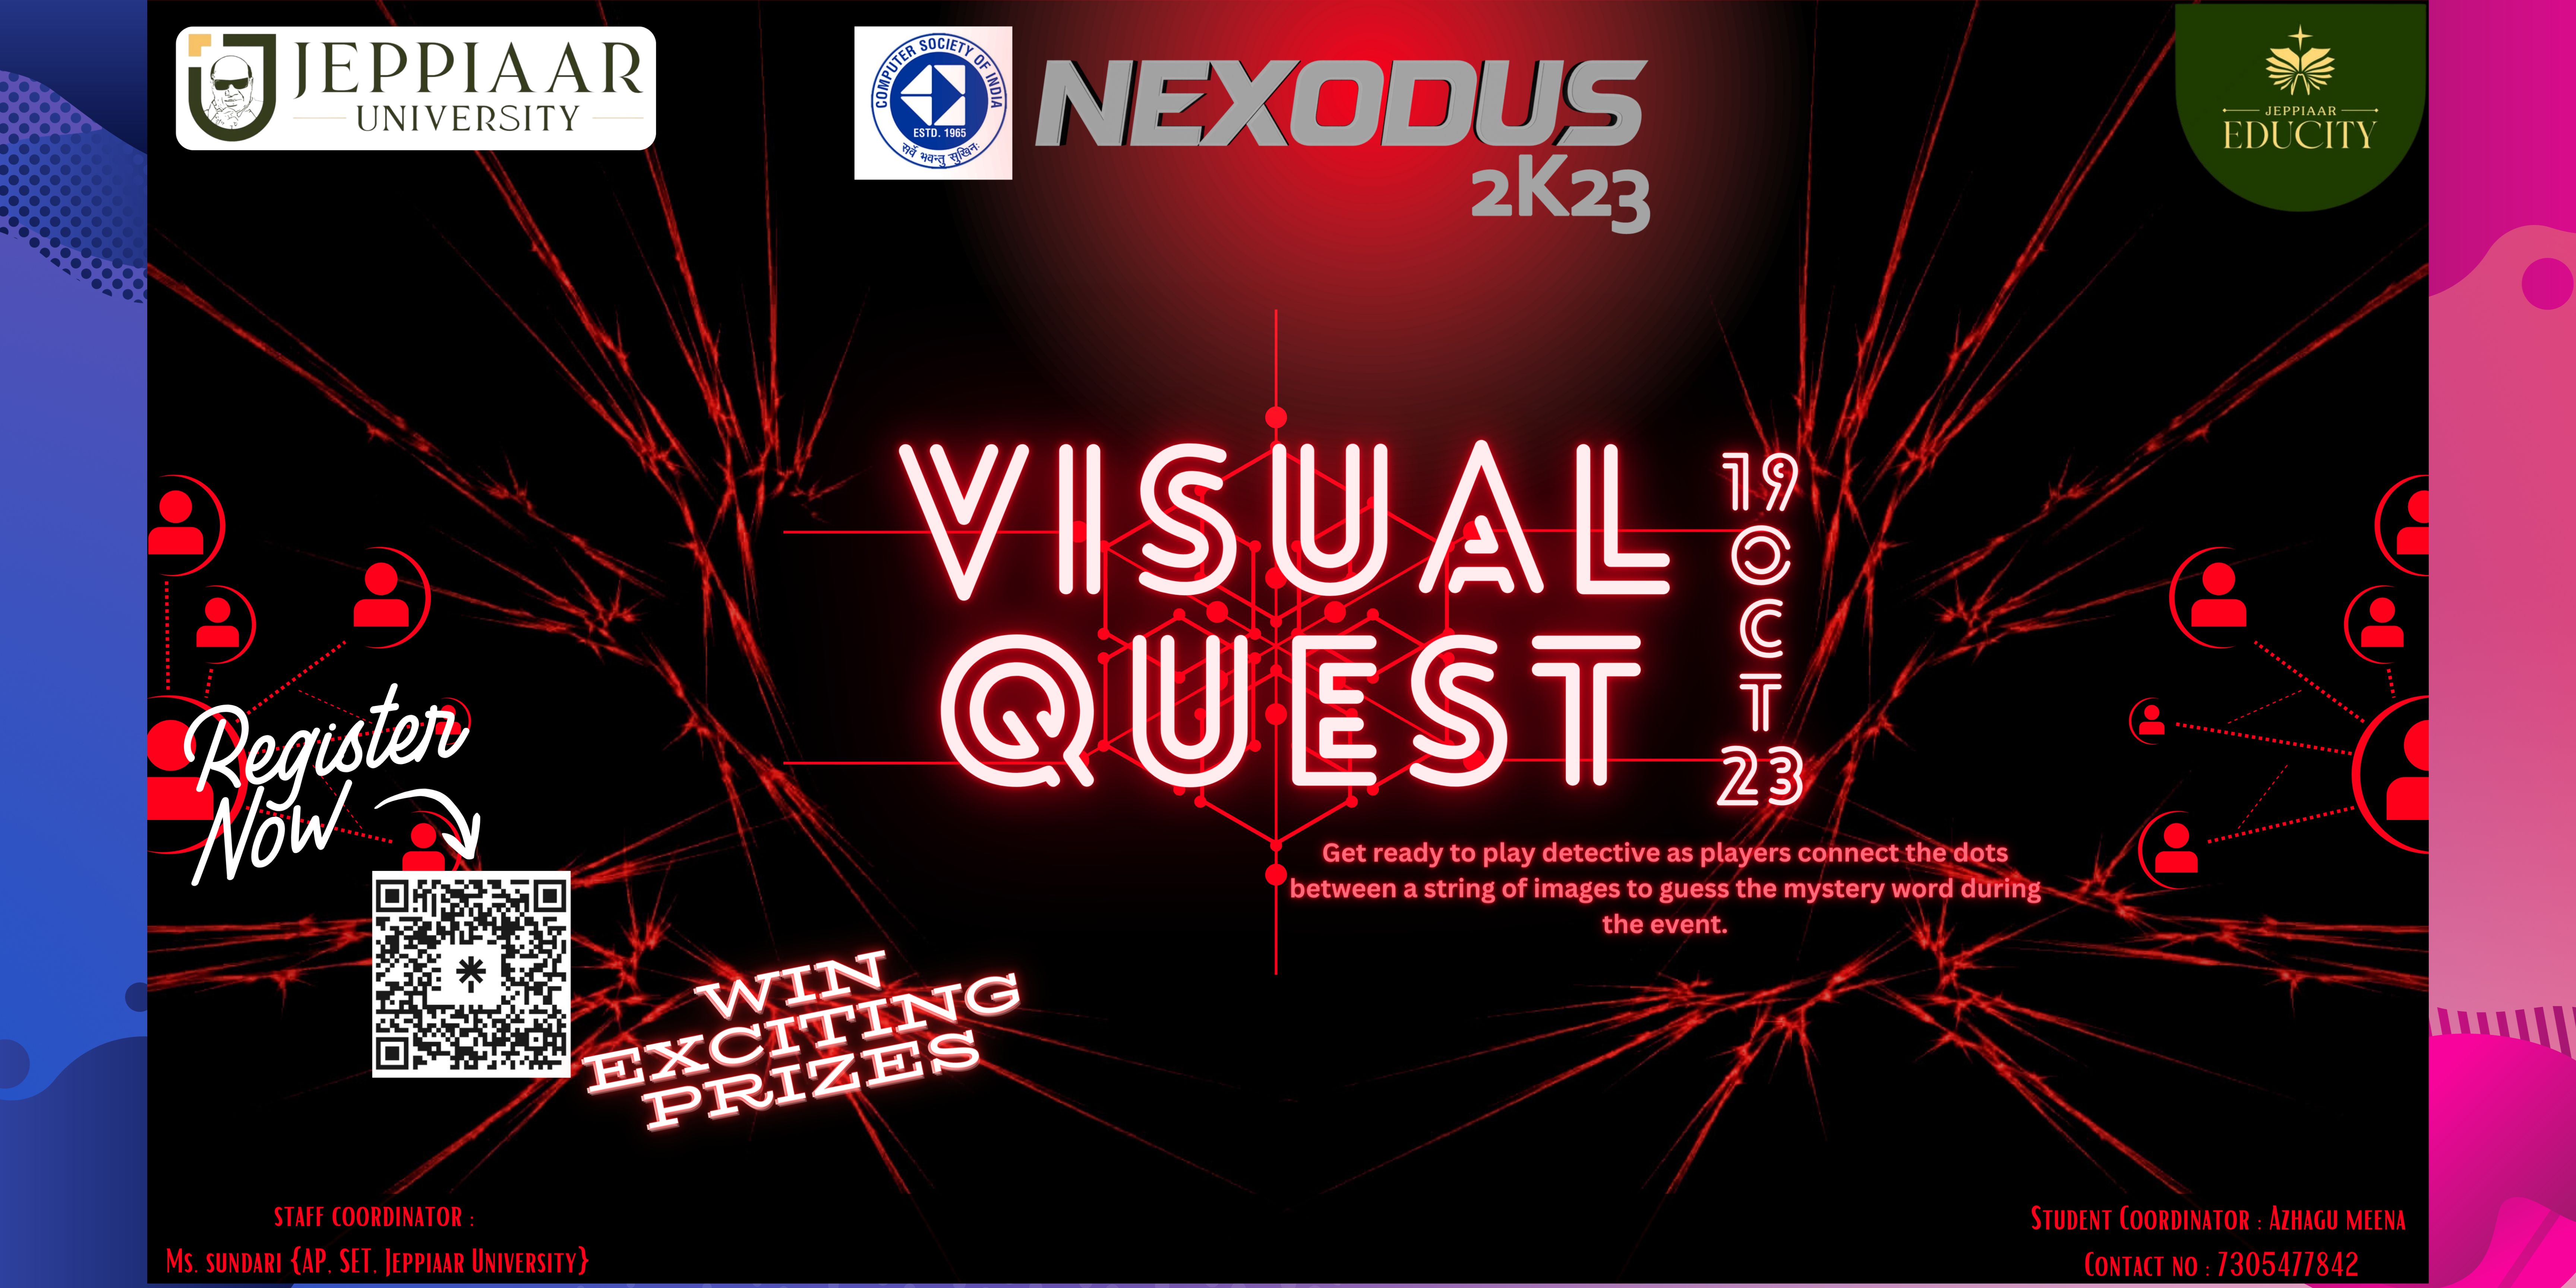 JEPPIAAR
UNIVERSITY
COMPUTER SOCIETY OF INDIA
ESTD. 1965
सर्वे भवन्तु सुखिनः
NEXODUS
2K23
JEPPIAAR
EDUCITY
VISUAL
QUEST
19
O
C
T
23
Register
Now
Get ready to play detective as players connect the dots
between a string of images to guess the mystery word during
the event.
WIN
EXCITING
PRIZES
STAFF COORDINATOR :
Ms. SUNDARI {AP, SET, JEPPIAAR UNIVERSITY}
STUDENT COORDINATOR : AZHAGU MEENA
CONTACT NO : 7305477842